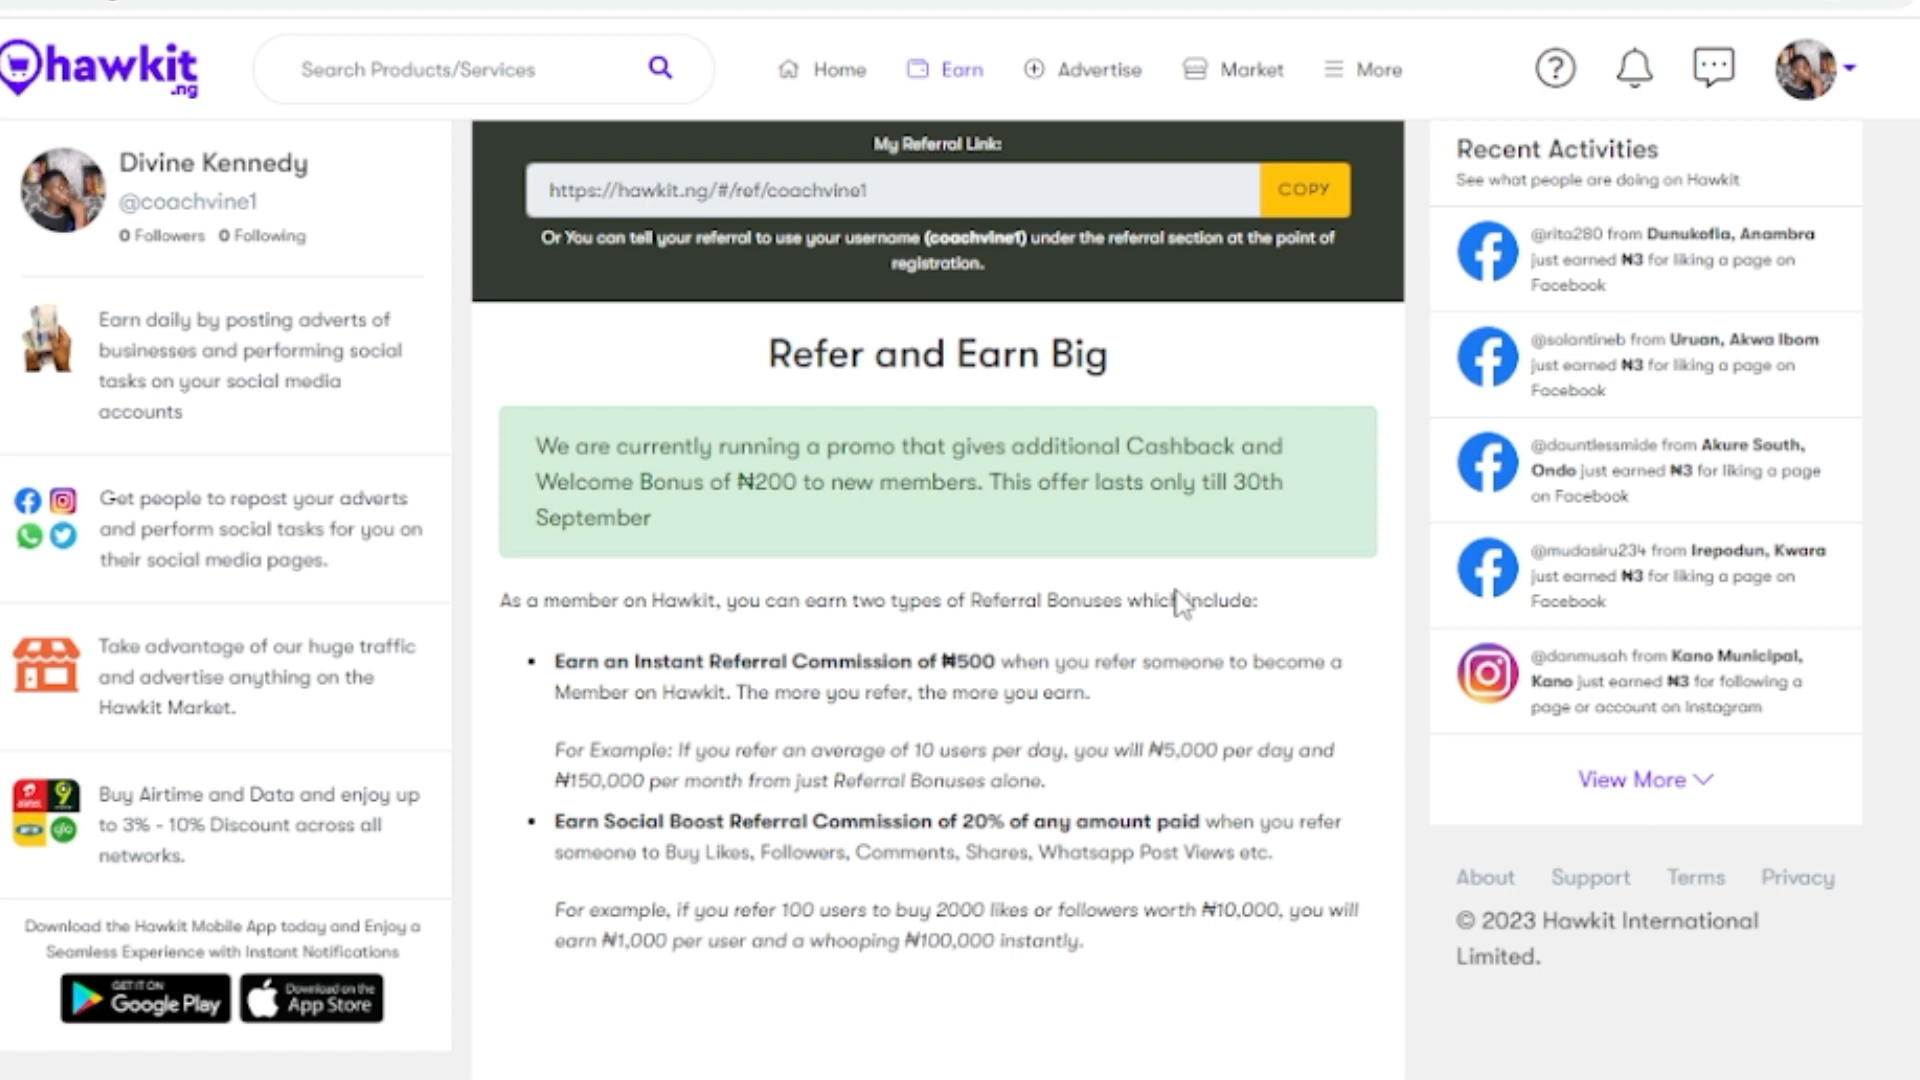 hawkit
.ng
Search Products/Services
Home
Earn
Advertise
Market
More
Divine Kennedy
@coachvine1
0 Followers 0 Following
Earn daily by posting adverts of
businesses and performing social
tasks on your social media
accounts
Get people to repost your adverts
and perform social tasks for you on
their social media pages.
Take advantage of our huge traffic
and advertise anything on the
Hawkit Market.
Buy Airtime and Data and enjoy up
to 3% - 10% Discount across all
networks.
Download the Hawkit Mobile App today and Enjoy a
Seamless Experience with Instant Notifications
GET IT ON
Google Play
Download on the
App Store
My Referral Link:
https://hawkit.ng/#/ref/coachvine1
COPY
Or You can tell your referral to use your username (coachvine1) under the referral section at the point of
registration.
Refer and Earn Big
We are currently running a promo that gives additional Cashback and
Welcome Bonus of ₦200 to new members. This offer lasts only till 30th
September
As a member on Hawkit, you can earn two types of Referral Bonuses which include:
• Earn an Instant Referral Commission of ₦500 when you refer someone to become a
Member on Hawkit. The more you refer, the more you earn.
For Example: If you refer an average of 10 users per day, you will ₦5,000 per day and
₦150,000 per month from just Referral Bonuses alone.
• Earn Social Boost Referral Commission of 20% of any amount paid when you refer
someone to Buy Likes, Followers, Comments, Shares, Whatsapp Post Views etc.
For example, if you refer 100 users to buy 2000 likes or followers worth ₦10,000, you will
earn ₦1,000 per user and a whooping ₦100,000 instantly.
Recent Activities
See what people are doing on Hawkit
@rita280 from Dunukofia, Anambra
just earned ₦3 for liking a page on
Facebook
@solantineb from Uruan, Akwa Ibom
just earned ₦3 for liking a page on
Facebook
@dauntlessmide from Akure South,
Ondo just earned ₦3 for liking a page
on Facebook
@mudasiru234 from Irepodun, Kwara
just earned ₦3 for liking a page on
Facebook
@danmusah from Kano Municipal,
Kano just earned ₦3 for following a
page or account on Instagram
View More
About Support Terms Privacy
© 2023 Hawkit International
Limited.